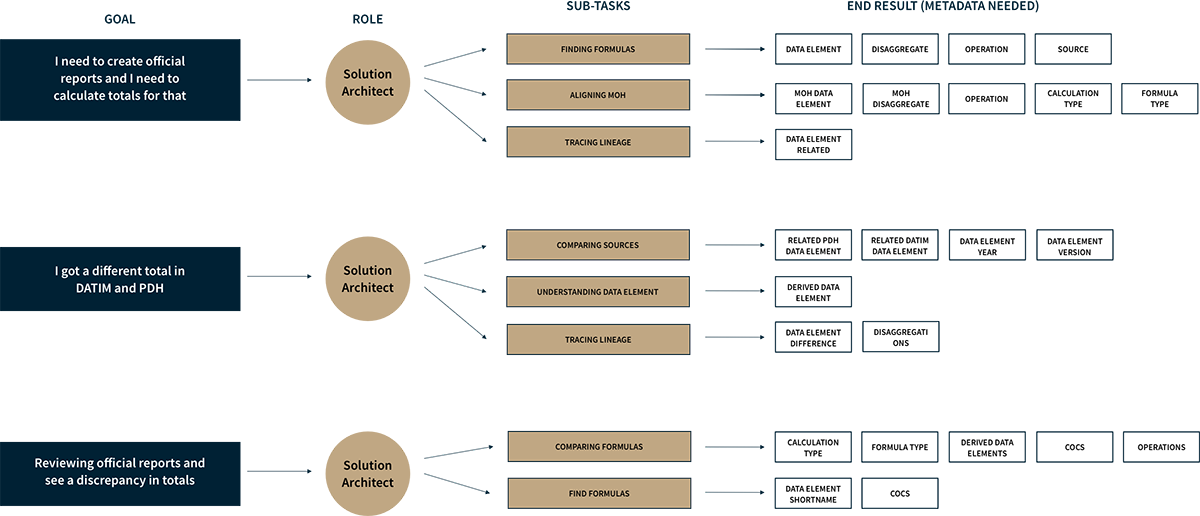 GOAL
ROLE
SUB-TASKS
END RESULT (METADATA NEEDED)
I need to create official
reports and I need to
calculate totals for that
Solution
Architect
FINDING FORMULAS
DATA ELEMENT
DISAGGREGATE
OPERATION
SOURCE
ALIGNING MOH
MOH DATA
ELEMENT
MOH
DISAGGREGATE
OPERATION
CALCULATION
TYPE
FORMULA
TYPE
TRACING LINEAGE
DATA ELEMENT
RELATED
I got a different total in
DATIM and PDH
Solution
Architect
COMPARING SOURCES
RELATED PDH
DATA ELEMENT
RELATED DATIM
DATA ELEMENT
DATA ELEMENT
YEAR
DATA ELEMENT
VERSION
UNDERSTANDING DATA ELEMENT
DERIVED DATA
ELEMENT
TRACING LINEAGE
DATA ELEMENT
DIFFERENCE
DISAGGREGATI
ONS
Reviewing official reports and
see a discrepancy in totals
Solution
Architect
COMPARING FORMULAS
CALCULATION
TYPE
FORMULA TYPE
DERIVED DATA
ELEMENTS
COCS
OPERATIONS
FIND FORMULAS
DATA ELEMENT
SHORTNAME
COCS